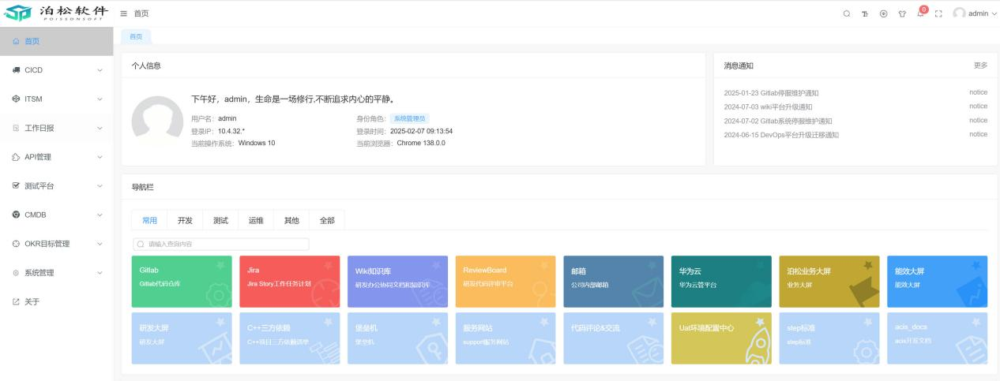 泊松软件
POISSONSOFT
首页
0
admin
首页
CICD
ITSM
工作日报
API管理
测试平台
CMDB
OKR目标管理
系统管理
关于
首页
个人信息
下午好，admin，生命是一场修行,不断追求内心的平静。
用户名： admin
身份角色： 系统管理员
登录IP： 10.4.32.*
登录时间： 2025-02-07 09:13:54
当前操作系统： Windows 10
当前浏览器： Chrome 138.0.0
消息通知 更多
2025-01-23 Gitlab停服维护通知 notice
2024-07-03 wiki平台升级通知 notice
2024-07-02 Gitlab系统停服维护通知 notice
2024-06-15 DevOps平台升级迁移通知 notice
导航栏
常用 开发 测试 运维 其他 全部
请输入查询内容
Gitlab
Gitlab代码仓库
Jira
Jira Story工作任务计划
Wiki知识库
研发办公协同文档和知识库
ReviewBoard
研发代码评审平台
邮箱
公司内部邮箱
华为云
华为云管平台
泊松业务大屏
业务大屏
能效大屏
能效大屏
研发大屏
研发大屏
C++三方依赖
C++项目三方依赖清单
堡垒机
堡垒机
服务网站
support服务网站
代码评论&交流
Uat环境配置中心
step标准
step标准
acis_docs
acis开发文档